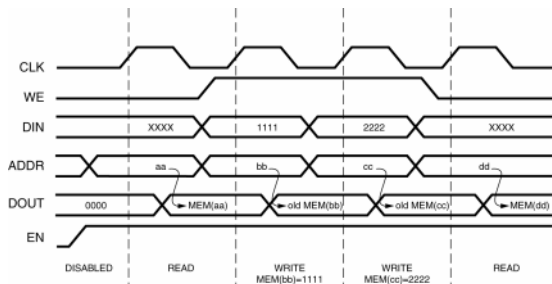 CLK
WE
DIN XXXX 1111 2222 XXXX
ADDR aa bb cc dd
DOUT 0000 MEM(aa) old MEM(bb) old MEM(cc) MEM(dd)
EN
DISABLED READ WRITE WRITE READ
MEM(bb)=1111 MEM(cc)=2222